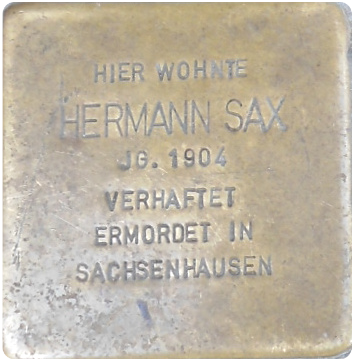 HIER WOHNTE
HERMANN SAX
JG. 1904
VERHAFTET
ERMORDET IN
SACHSENHAUSEN